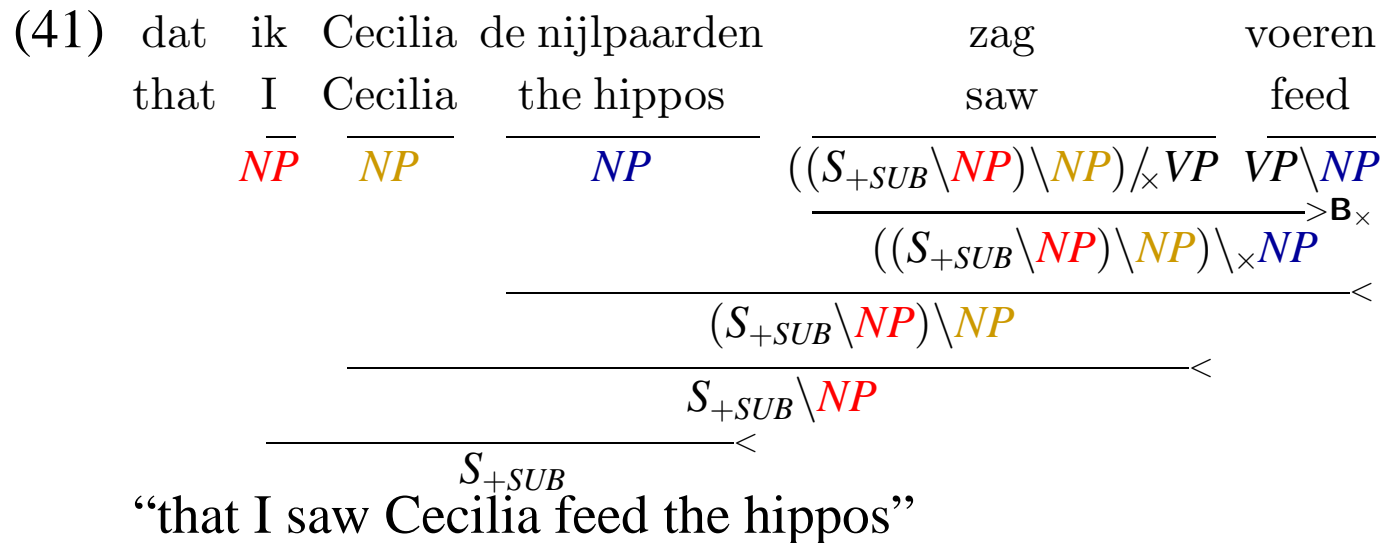 (41) dat ik Cecilia de nijlpaarden zag voeren
that I Cecilia the hippos saw feed
NP NP NP ((S+SUB\NP)\NP)/×VP VP\NP
>B×
((S+SUB\NP)\NP)\×NP
<
(S+SUB\NP)\NP
<
S+SUB\NP
<
S+SUB
“that I saw Cecilia feed the hippos”